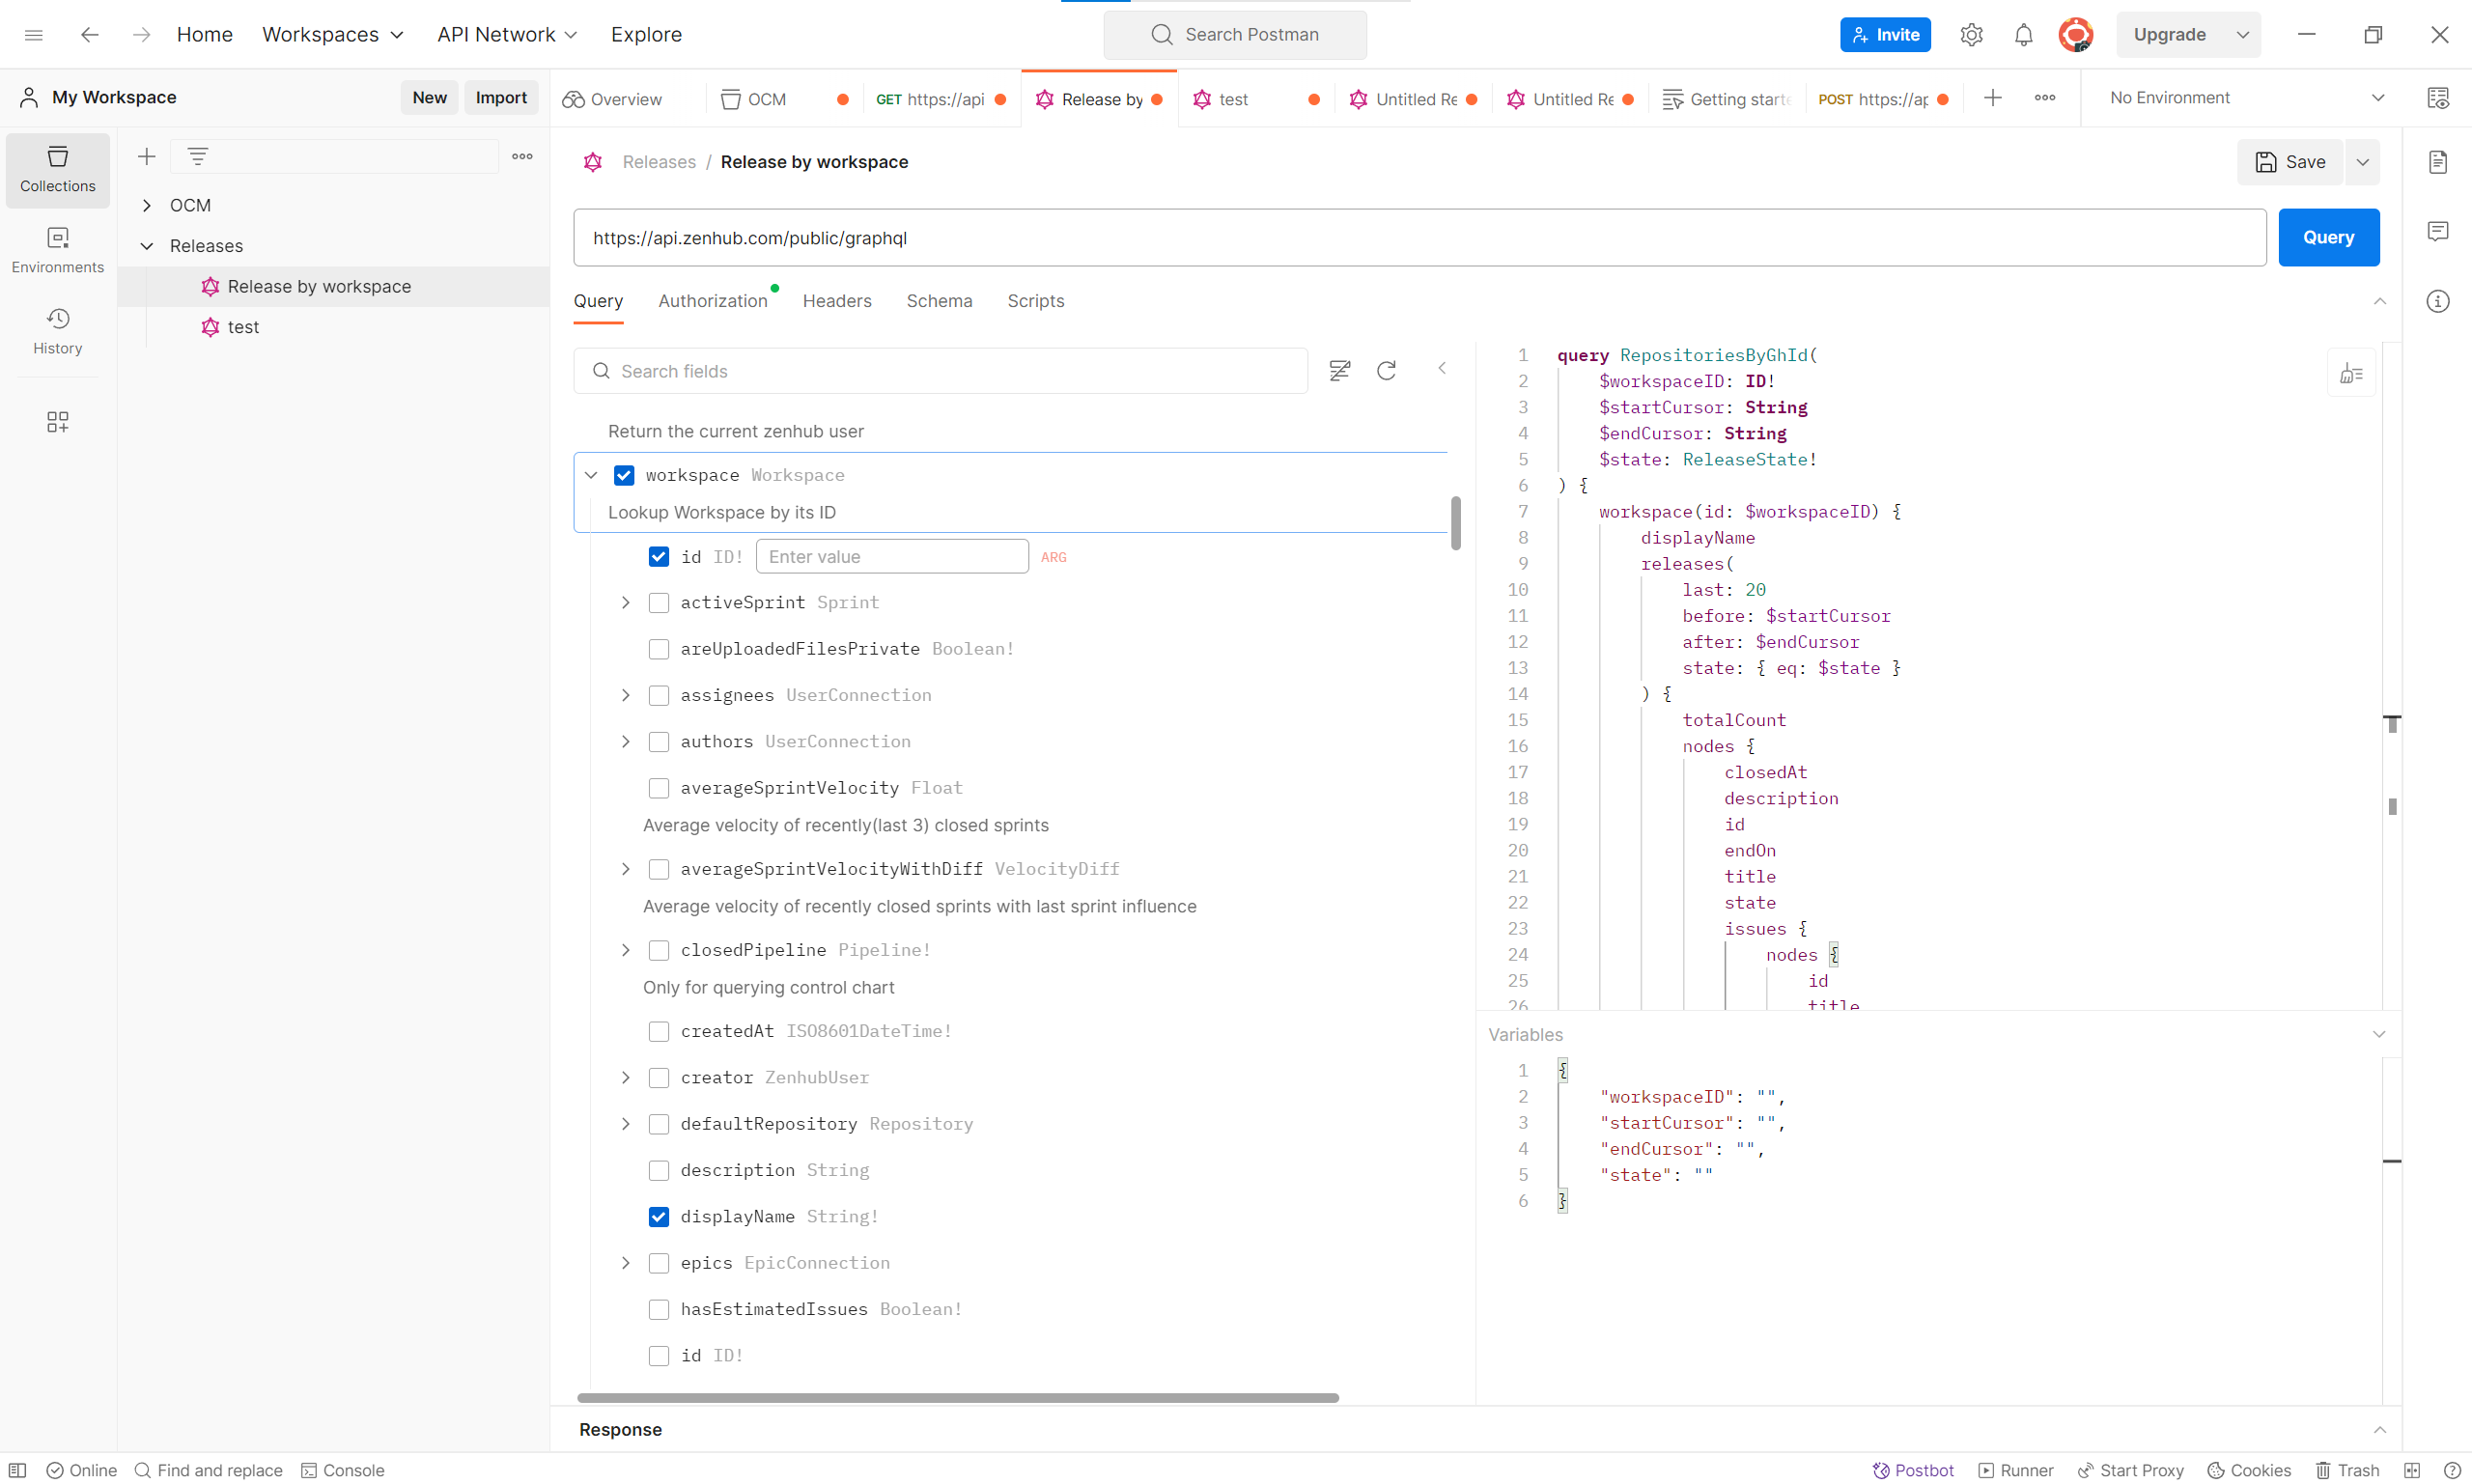 Home
Workspaces
API Network
Explore
Search Postman
Invite
Upgrade
My Workspace
New
Import
Overview
OCM
GET https://api
Release by
test
Untitled Re
Untitled Re
Getting starte
POST https://ap
No Environment
Collections
Environments
History
OCM
Releases
Release by workspace
test
Releases / Release by workspace
Save
https://api.zenhub.com/public/graphql
Query
Query
Authorization
Headers
Schema
Scripts
Search fields
Return the current zenhub user
workspace Workspace
Lookup Workspace by its ID
id ID! Enter value ARG
activeSprint Sprint
areUploadedFilesPrivate Boolean!
assignees UserConnection
authors UserConnection
averageSprintVelocity Float
Average velocity of recently(last 3) closed sprints
averageSprintVelocityWithDiff VelocityDiff
Average velocity of recently closed sprints with last sprint influence
closedPipeline Pipeline!
Only for querying control chart
createdAt ISO8601DateTime!
creator ZenhubUser
defaultRepository Repository
description String
displayName String!
epics EpicConnection
hasEstimatedIssues Boolean!
id ID!
1 query RepositoriesByGhId(
2 $workspaceID: ID!
3 $startCursor: String
4 $endCursor: String
5 $state: ReleaseState!
6 ) {
7 workspace(id: $workspaceID) {
8 displayName
9 releases(
10 last: 20
11 before: $startCursor
12 after: $endCursor
13 state: { eq: $state }
14 ) {
15 totalCount
16 nodes {
17 closedAt
18 description
19 id
20 endOn
21 title
22 state
23 issues {
24 nodes {
25 id
26 title
Variables
1 {
2 "workspaceID": "",
3 "startCursor": "",
4 "endCursor": "",
5 "state": ""
6 }
Response
Online
Find and replace
Console
Postbot
Runner
Start Proxy
Cookies
Trash